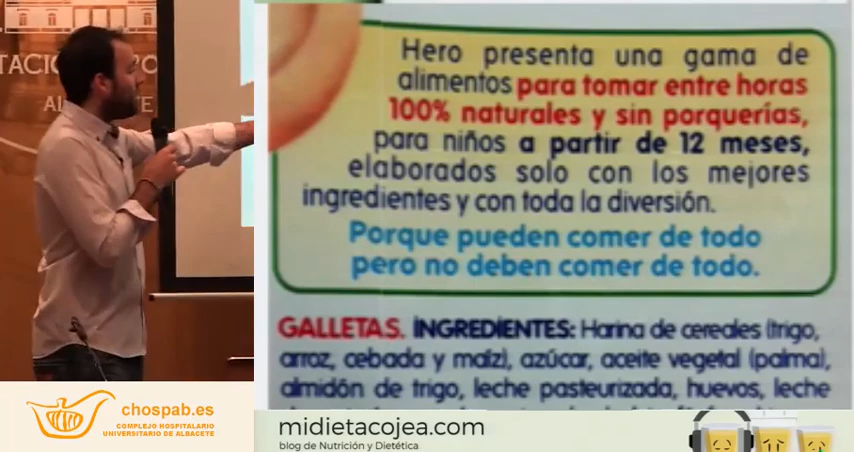 Hero presenta una gama de
alimentos para tomar entre horas
100% naturales y sin porquerías,
para niños a partir de 12 meses,
elaborados solo con los mejores
ingredientes y con toda la diversión.
Porque pueden comer de todo
pero no deben comer de todo.
GALLETAS. INGREDIENTES: Harina de cereales (trigo,
arroz, cebada y maíz), azúcar, aceite vegetal (palma),
almidón de trigo, leche pasteurizada, huevos, leche
chospab.es
COMPLEJO HOSPITALARIO
UNIVERSITARIO DE ALBACETE
midietacojea.com
blog de Nutrición y Dietética